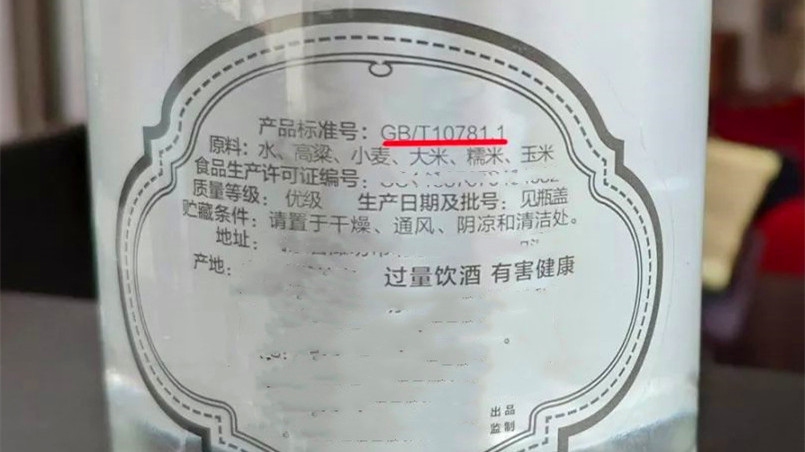 产品标准号：GB/T10781.1
原料：水、高粱、小麦、大米、糯米、玉米
食品生产许可证编号：
质量等级：优级 生产日期及批号：见瓶盖
贮藏条件：请置于干燥、通风、阴凉和清洁处。
地址：
产地： 过量饮酒 有害健康
出品
监制